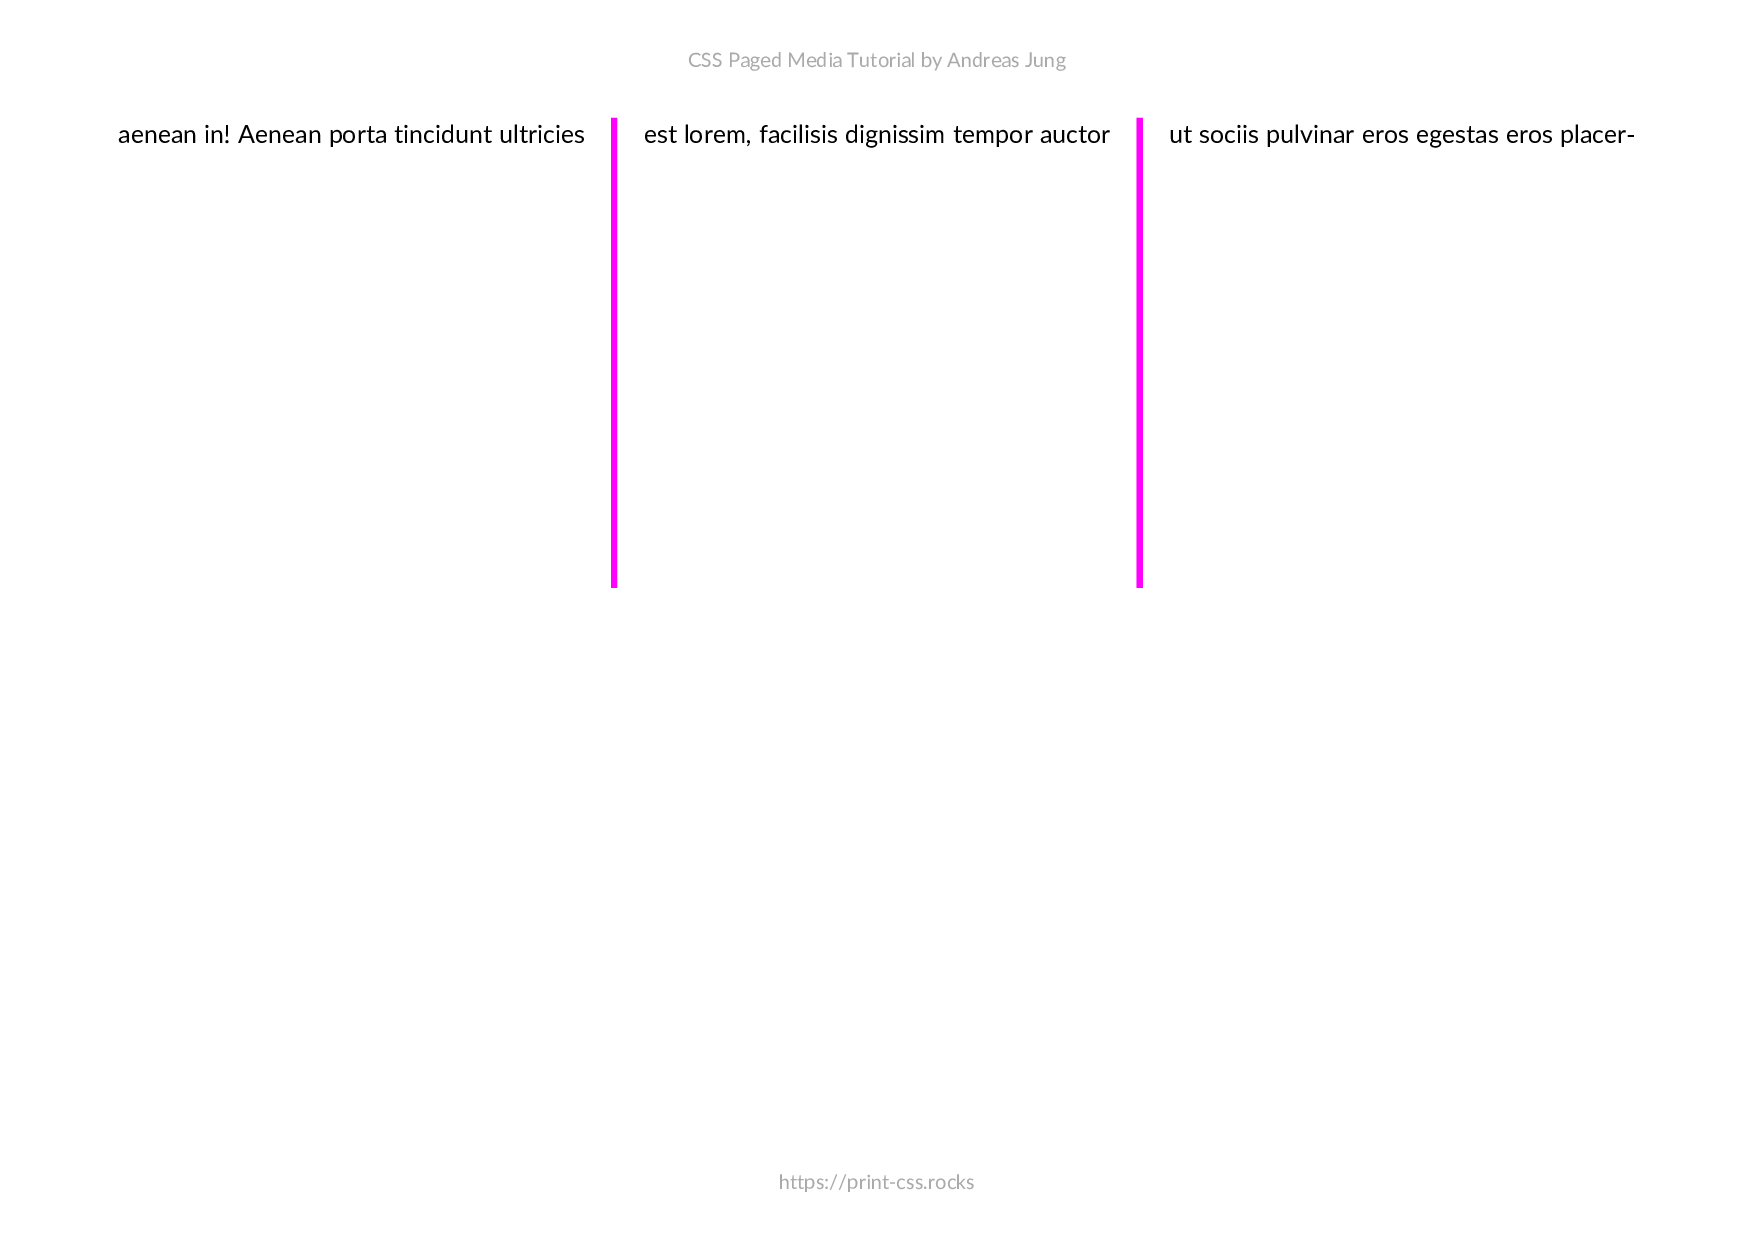 CSS Paged Media Tutorial by Andreas Jung
aenean in! Aenean porta tincidunt ultricies
est lorem, facilisis dignissim tempor auctor
ut sociis pulvinar eros egestas eros placer-
https://print-css.rocks